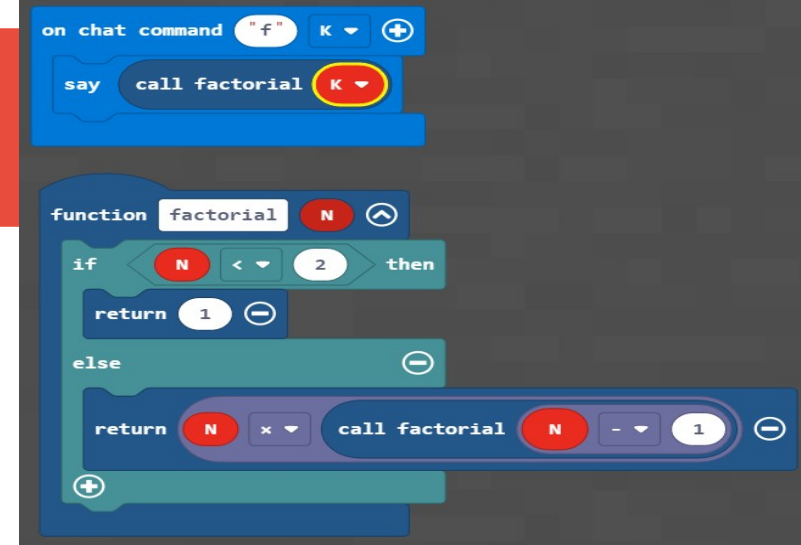 on chat command "f" K
say call factorial K
function factorial N
if N < 2 then
return 1
else
return N × call factorial N - 1